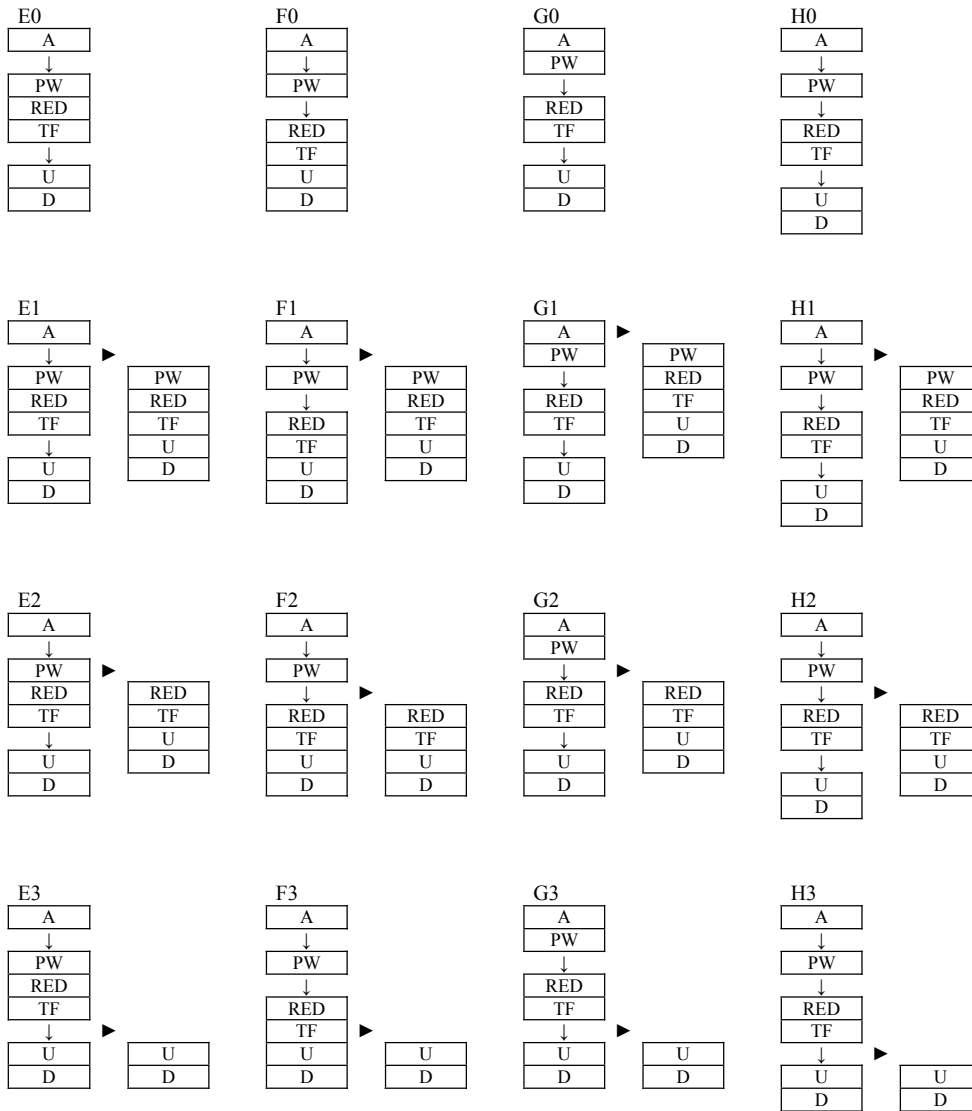 E0
A
↓
PW
RED
TF
↓
U
D
F0
A
↓
PW
↓
RED
TF
U
D
G0
A
PW
↓
RED
TF
↓
U
D
H0
A
↓
PW
↓
RED
TF
↓
U
D
E1
A
↓
PW
RED
TF
↓
U
D
►
PW
RED
TF
U
D
F1
A
↓
PW
↓
RED
TF
U
D
►
PW
RED
TF
U
D
G1
A
PW
↓
RED
TF
↓
U
D
►
PW
RED
TF
U
D
H1
A
↓
PW
↓
RED
TF
↓
U
D
►
PW
RED
TF
U
D
E2
A
↓
PW
RED
TF
↓
U
D
►
RED
TF
U
D
F2
A
↓
PW
↓
RED
TF
U
D
►
RED
TF
U
D
G2
A
PW
↓
RED
TF
↓
U
D
►
RED
TF
U
D
H2
A
↓
PW
↓
RED
TF
↓
U
D
►
RED
TF
U
D
E3
A
↓
PW
RED
TF
↓
U
D
►
U
D
F3
A
↓
PW
↓
RED
TF
U
D
►
U
D
G3
A
PW
↓
RED
TF
↓
U
D
►
U
D
H3
A
↓
PW
↓
RED
TF
↓
U
D
►
U
D